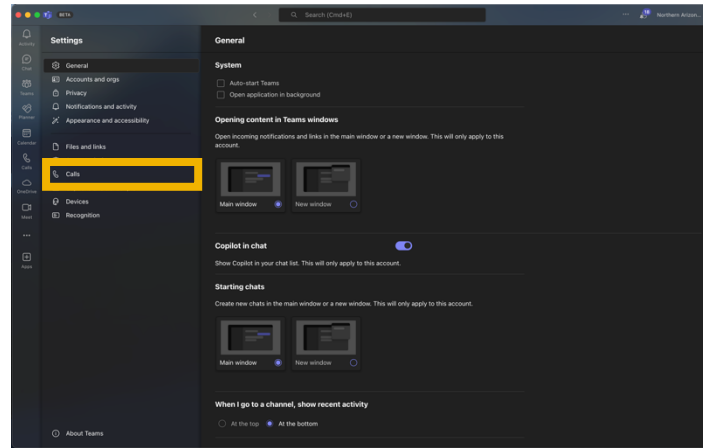 BETA
Search (Cmd+E)
Northern Arizon...
Activity
Chat
Teams
Planner
Calendar
Calls
OneDrive
Meet
Apps
Settings
General
Accounts and orgs
Privacy
Notifications and activity
Appearance and accessibility
Files and links
Calls
Devices
Recognition
About Teams
General
System
Auto-start Teams
Open application in background
Opening content in Teams windows
Open incoming notifications and links in the main window or a new window. This will only apply to this
account.
Main window
New window
Copilot in chat
Show Copilot in your chat list. This will only apply to this account.
Starting chats
Create new chats in the main window or a new window. This will only apply to this account.
Main window
New window
When I go to a channel, show recent activity
At the top
At the bottom